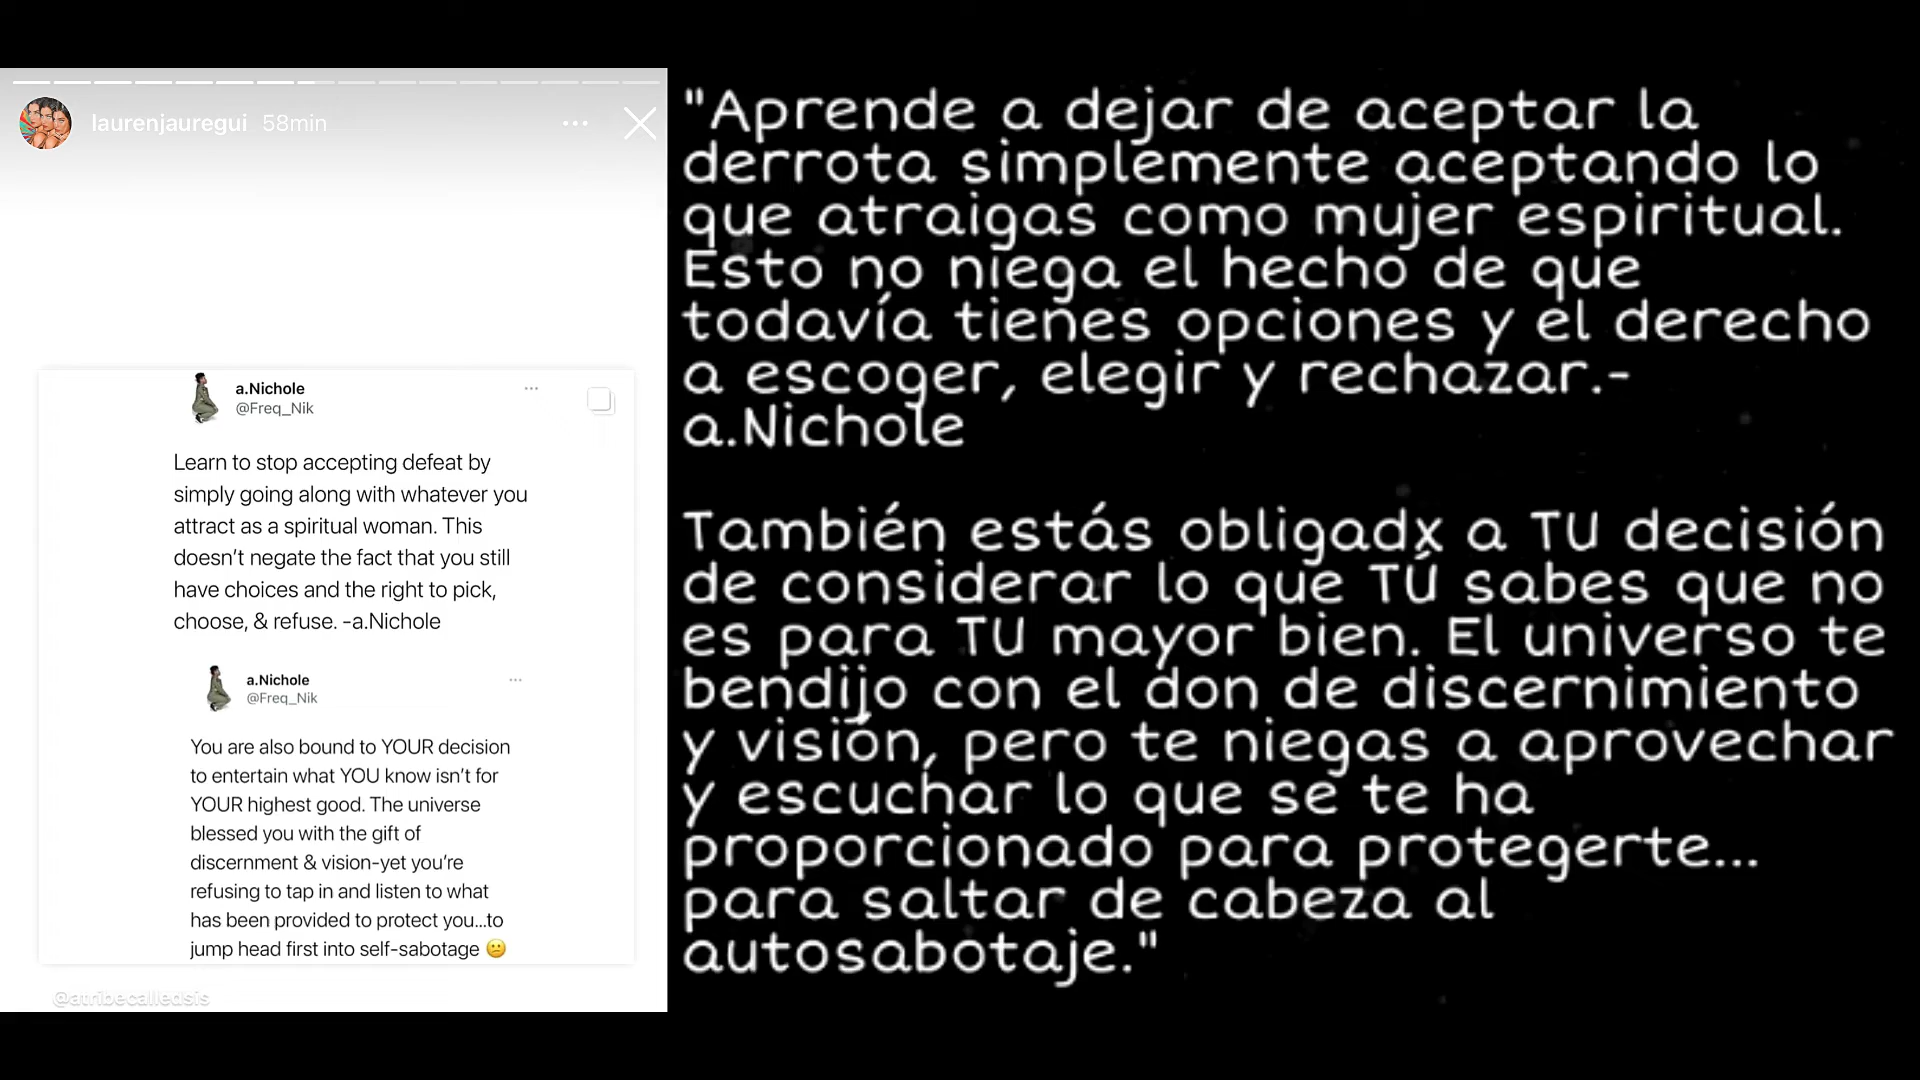 laurenjauregui 58min
a.Nichole
@Freq_Nik
Learn to stop accepting defeat by
simply going along with whatever you
attract as a spiritual woman. This
doesn't negate the fact that you still
have choices and the right to pick,
choose, & refuse. -a.Nichole
a.Nichole
@Freq_Nik
You are also bound to YOUR decision
to entertain what YOU know isn't for
YOUR highest good. The universe
blessed you with the gift of
discernment & vision-yet you're
refusing to tap in and listen to what
has been provided to protect you...to
jump head first into self-sabotage 😕
@atribecalledsis
"Aprende a dejar de aceptar la
derrota simplemente aceptando lo
que atraigas como mujer espiritual.
Esto no niega el hecho de que
todavía tienes opciones y el derecho
a escoger, elegir y rechazar.-
a.Nichole
También estás obligadx a TU decisión
de considerar lo que TÚ sabes que no
es para TU mayor bien. El universo te
bendijo con el don de discernimiento
y visión, pero te niegas a aprovechar
y escuchar lo que se te ha
proporcionado para protegerte...
para saltar de cabeza al
autosabotaje."